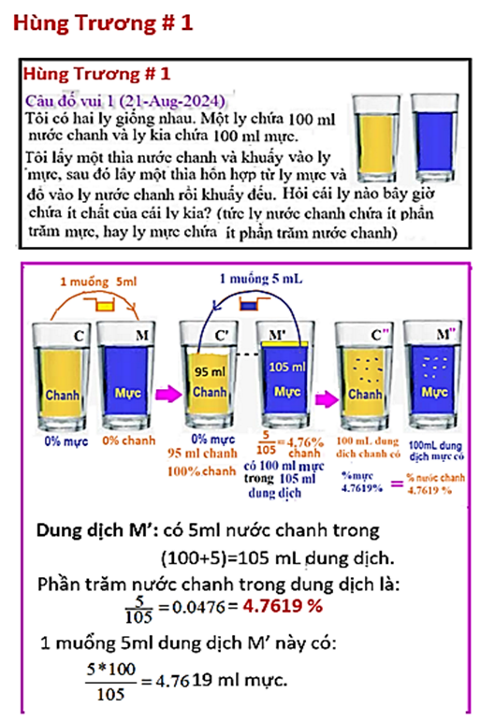 Hùng Trương # 1
Hùng Trương # 1
Câu đố vui 1 (21-Aug-2024)
Tôi có hai ly giống nhau. Một ly chứa 100 ml
nước chanh và ly kia chứa 100 ml mực.
Tôi lấy một thìa nước chanh và khuấy vào ly
mực, sau đó lấy một thìa hỗn hợp từ ly mực và
đổ vào ly nước chanh rồi khuấy đều. Hỏi cái ly nào bây giờ
chứa ít chất của cái ly kia? (tức ly nước chanh chứa ít phần
trăm mực, hay ly mực chứa ít phần trăm nước chanh)
1 muổng 5ml
1 muổng 5 mL
C M C' M' C" M"
95 ml 105 ml
Chanh Mực Chanh Mực Chanh Mực
0% mực 0% chanh
0% mực
95 ml chanh
100% chanh
5/105 = 4,76%
chanh
có 100 ml mực
trong 105 ml
dung dịch
100 mL dung
dịch chanh có
%mực
4.7619%
=
100mL dung
dịch mực có
% nước chanh
4.7619 %
Dung dịch M’: có 5ml nước chanh trong
(100+5)=105 mL dung dịch.
Phần trăm nước chanh trong dung dịch là:
5/105 = 0.0476 = 4.7619 %
1 muổng 5ml dung dịch M’ này có:
5*100/105 = 4.7619 ml mực.